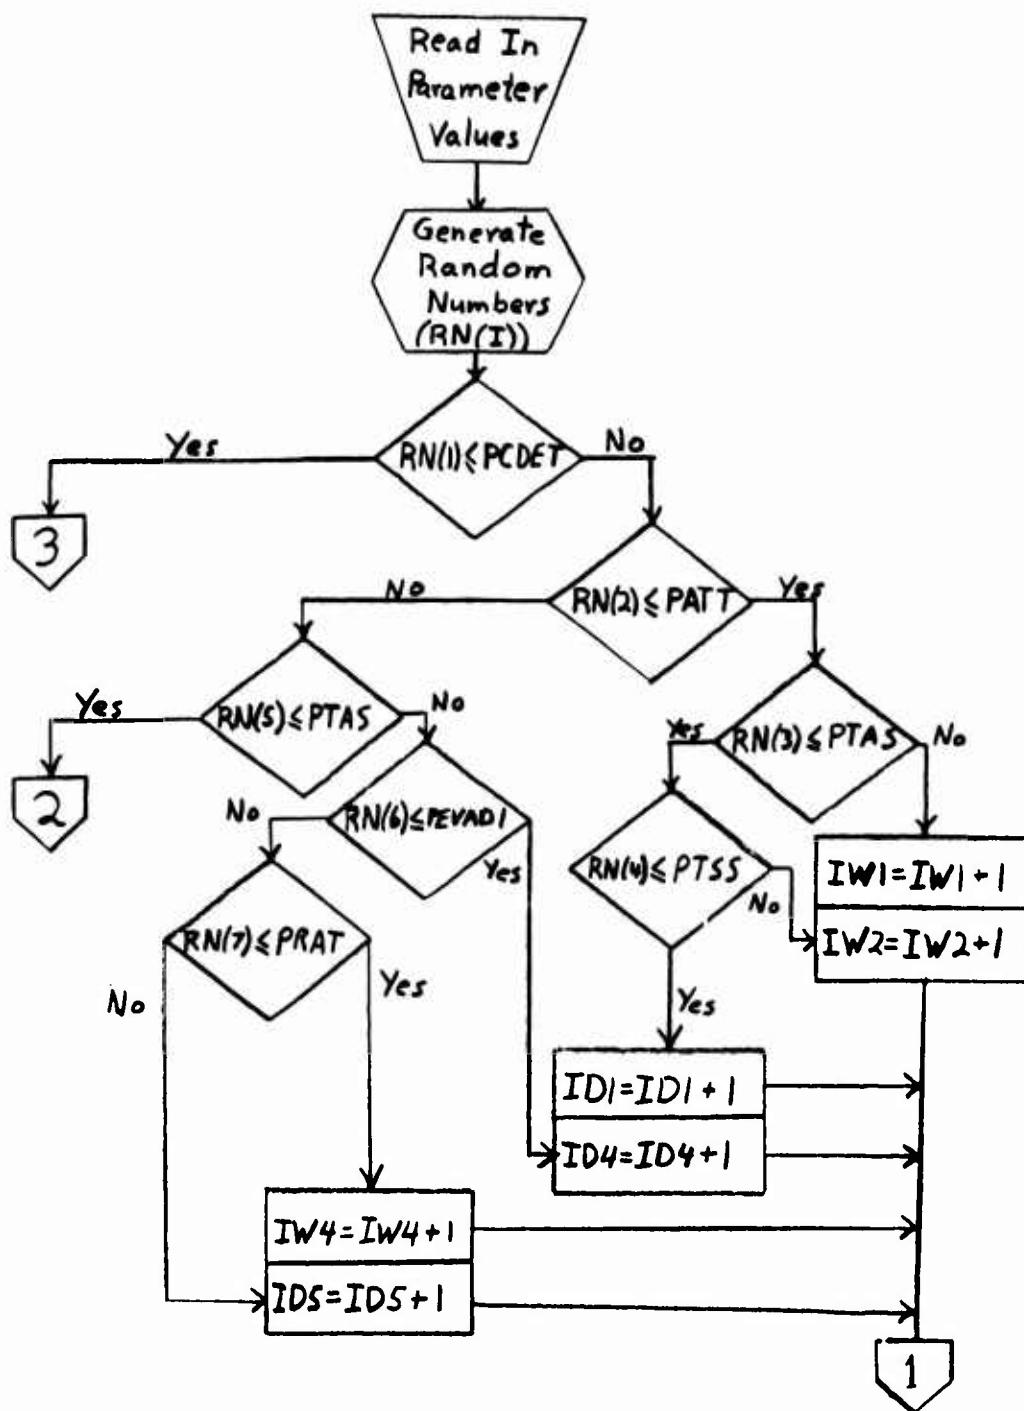 Read In
Parameter
Values
Generate
Random
Numbers
(RN(I))
RN(1)≤PCDET
Yes
No
3
RN(2)≤PATT
No
Yes
RN(5)≤PTAS
Yes
No
2
RN(3)≤PTAS
Yes
No
RN(6)≤PEVAD1
No
Yes
RN(4)≤PTSS
No
Yes
IW1=IW1+1
IW2=IW2+1
RN(7)≤PRAT
No
Yes
ID1=ID1+1
ID4=ID4+1
IW4=IW4+1
ID5=ID5+1
1